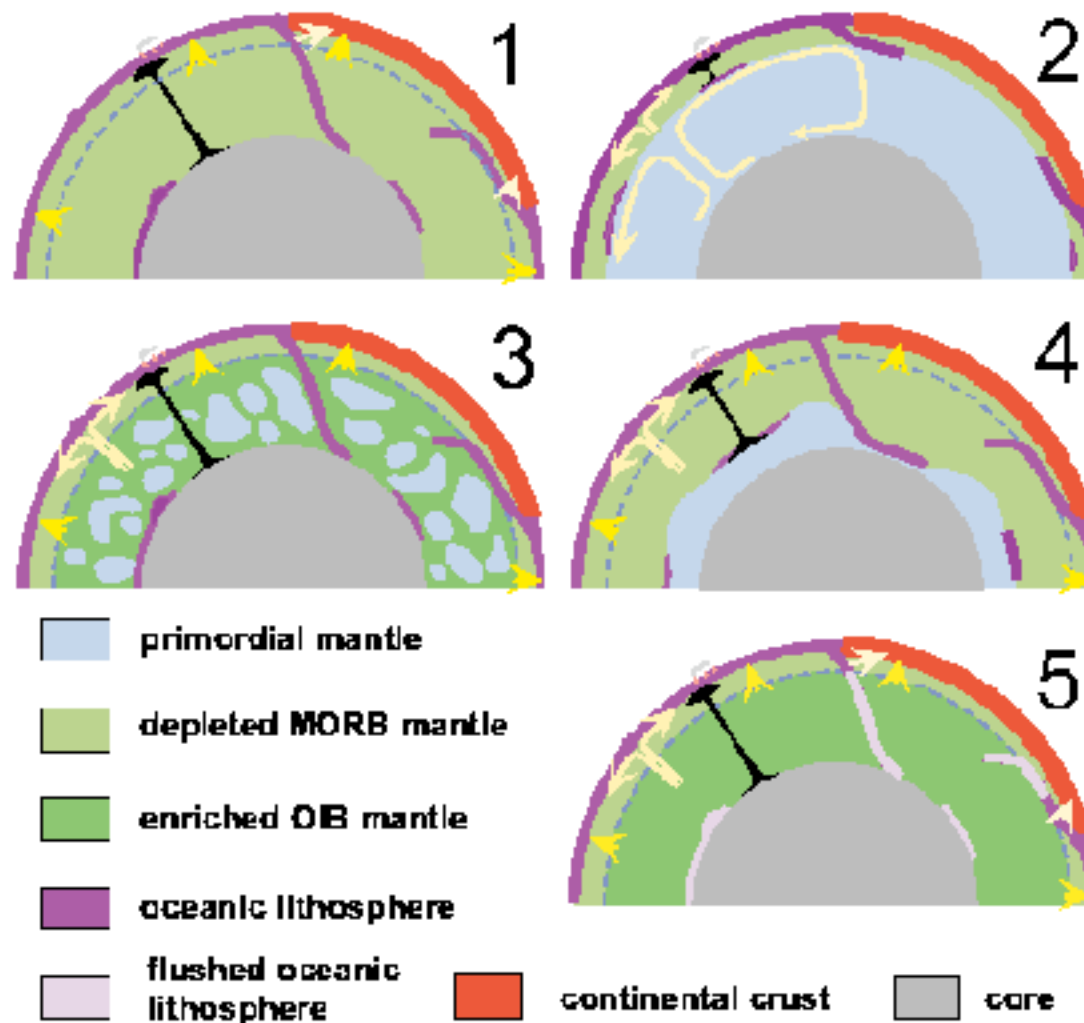 1
2
3
4
primordial mantle
depleted MORB mantle
5
enriched OIB mantle
oceanic lithosphere
flushed oceanic
lithosphere
continental crust
core